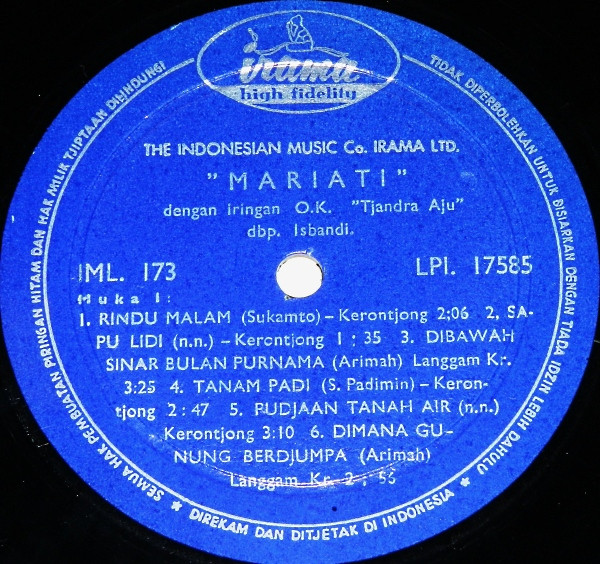 irama
high fidelity
THE INDONESIAN MUSIC Co. IRAMA LTD.
"MARIATI"
dengan iringan O.K. "Tjandra Aju"
dbp. Isbandi.
IML. 173
LPI. 17585
Muka I:
1. RINDU MALAM (Sukamto) – Kerontjong 2;06 2, SA-
PU LIDI (n.n.) – Kerontjong 1 : 35 3. DIBAWAH
SINAR BULAN PURNAMA (Arimah) Langgam Kr.
3:25 4. TANAM PADI (S. Padimin) – Keron-
tjong 2 : 47 5. PUDJAAN TANAH AIR (n.n.)
Kerontjong 3:10 6. DIMANA GU-
NUNG BERDJUMPA (Arimah)
Langgam Kr. 2 : 56
SEMUA HAK PEMBUATAN PIRINGAN HITAM DAN HAK MILIK TJIPTAAN DILINDUNGI
TIDAK DIPERBOLEHKAN UNTUK DISIARKAN DENGAN TIADA IDZIN LEBIH DAHULU
★ DIREKAM DAN DITJETAK DI INDONESIA ★